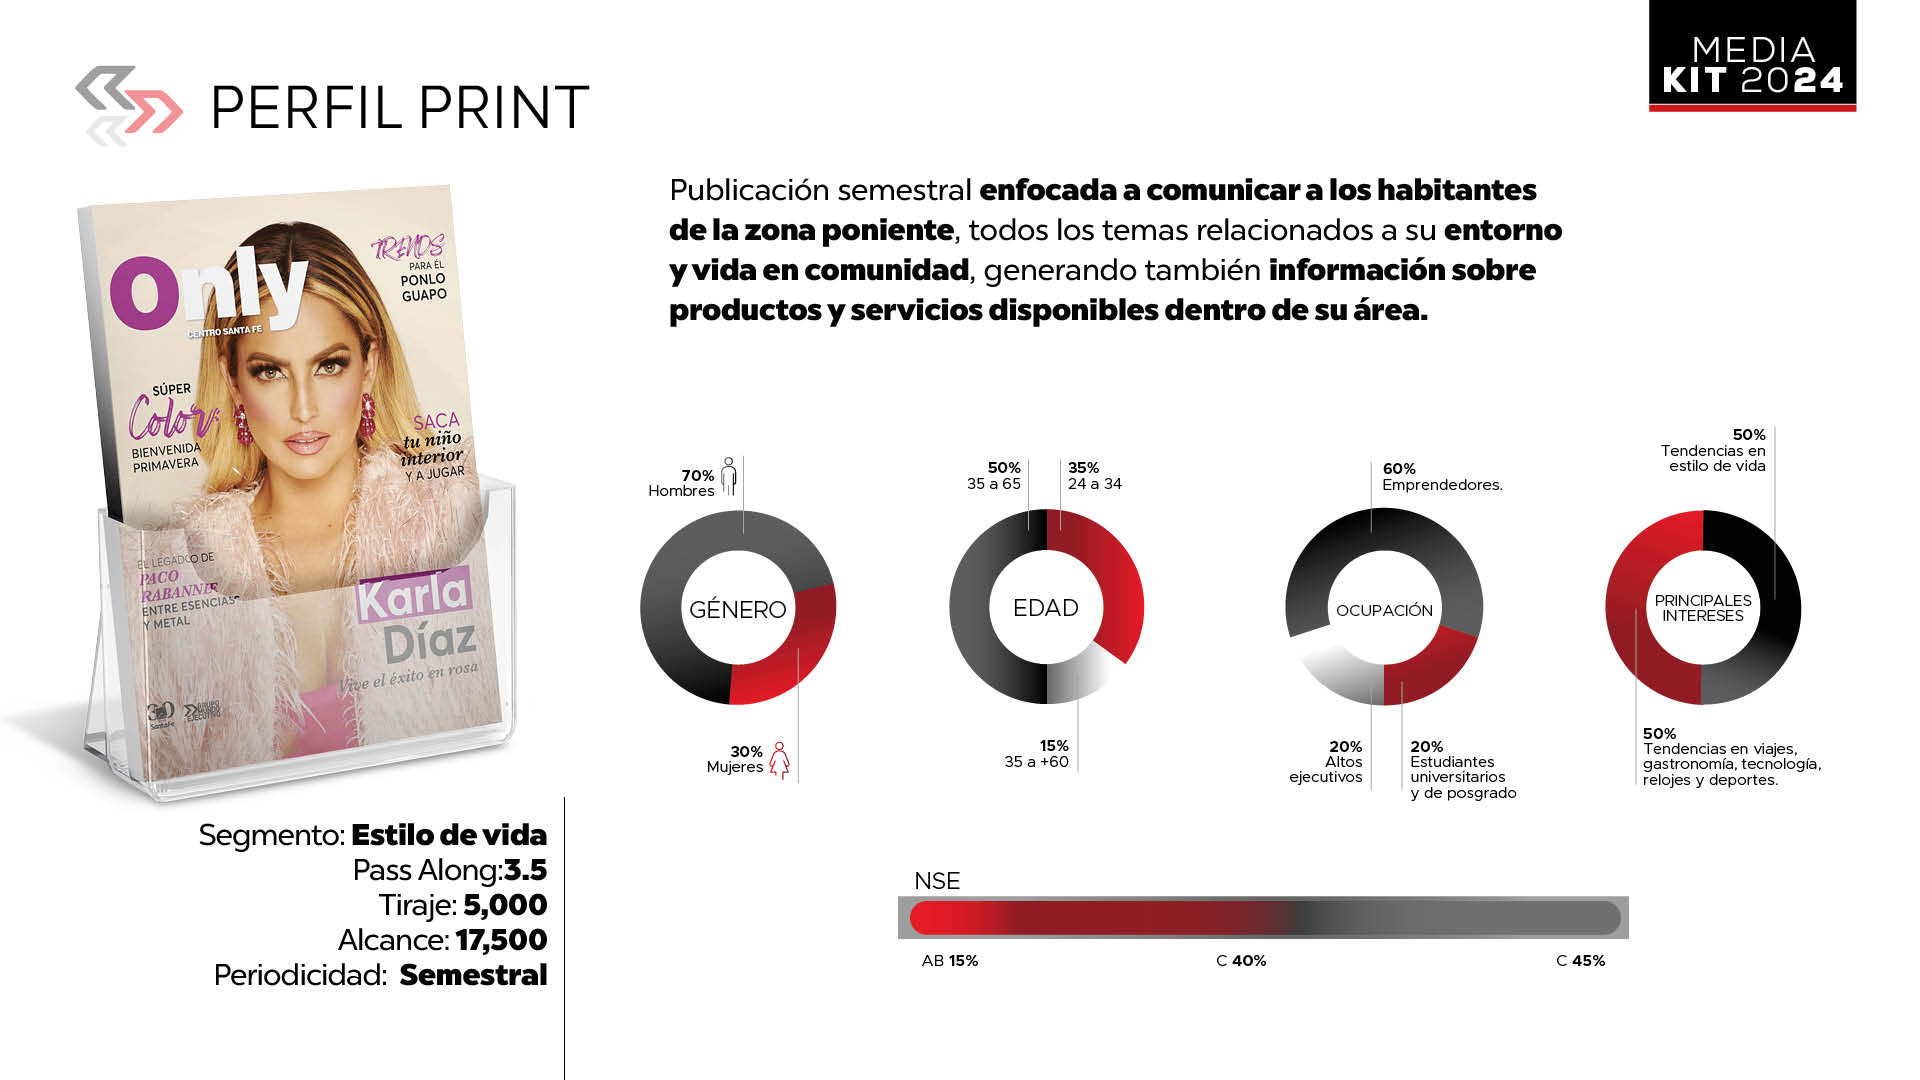 PERFIL PRINT
MEDIA
KIT 2024
Publicación semestral enfocada a comunicar a los habitantes
de la zona poniente, todos los temas relacionados a su entorno
y vida en comunidad, generando también información sobre
productos y servicios disponibles dentro de su área.
Only
CENTRO SANTA FE
TRENDS
PARA ÉL
PONLO
GUAPO
SÚPER
Color
BIENVENIDA
PRIMAVERA
SACA
tu niño
interior
Y A JUGAR
EL LEGADO DE
PACO
RABANNE
ENTRE ESENCIAS
Y METAL
Karla
Díaz
Vive el éxito en rosa
30
SantaFe
GRUPO
MUNDO
EJECUTIVO
Segmento: Estilo de vida
Pass Along:3.5
Tiraje: 5,000
Alcance: 17,500
Periodicidad: Semestral
70%
Hombres
GÉNERO
30%
Mujeres
50%
35 a 65
35%
24 a 34
EDAD
15%
35 a +60
60%
Emprendedores.
OCUPACIÓN
20%
Altos
ejecutivos
20%
Estudiantes
universitarios
y de posgrado
50%
Tendencias en
estilo de vida
PRINCIPALES
INTERESES
50%
Tendencias en viajes,
gastronomía, tecnología,
relojes y deportes.
NSE
AB 15%
C 40%
C 45%